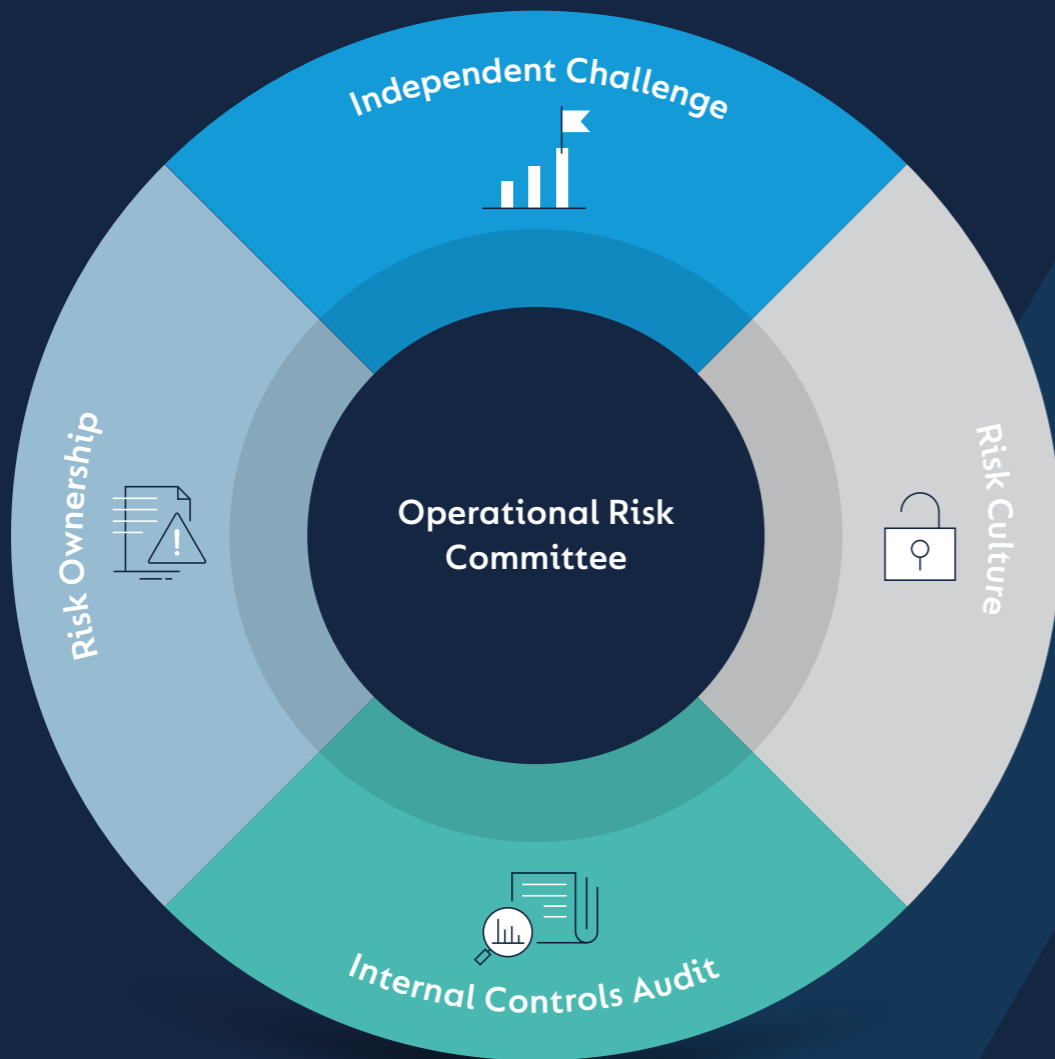 Independent Challenge
Risk Ownership
Operational Risk
Committee
Risk Culture
Internal Controls Audit